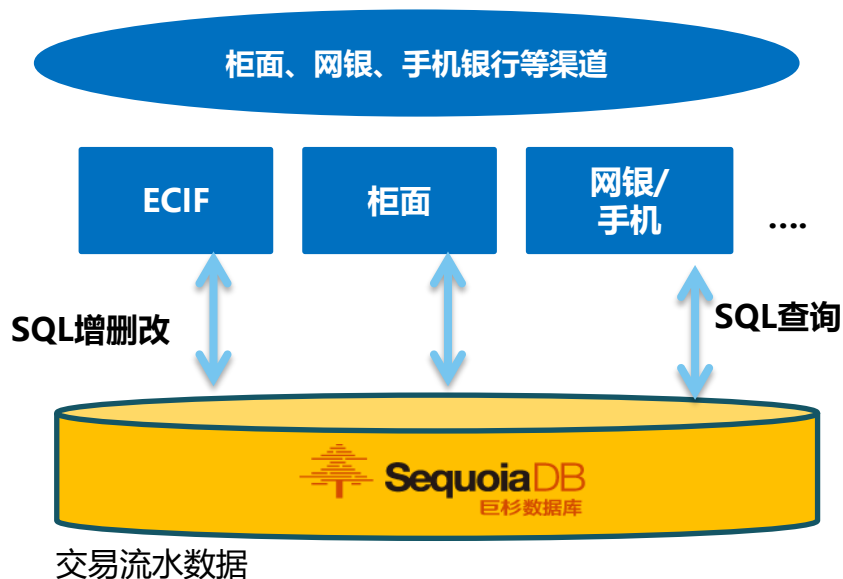 柜面、网银、手机银行等渠道
ECIF
柜面
网银/
手机
....
SQL增删改
SQL查询
SequoiaDB
巨杉数据库
交易流水数据